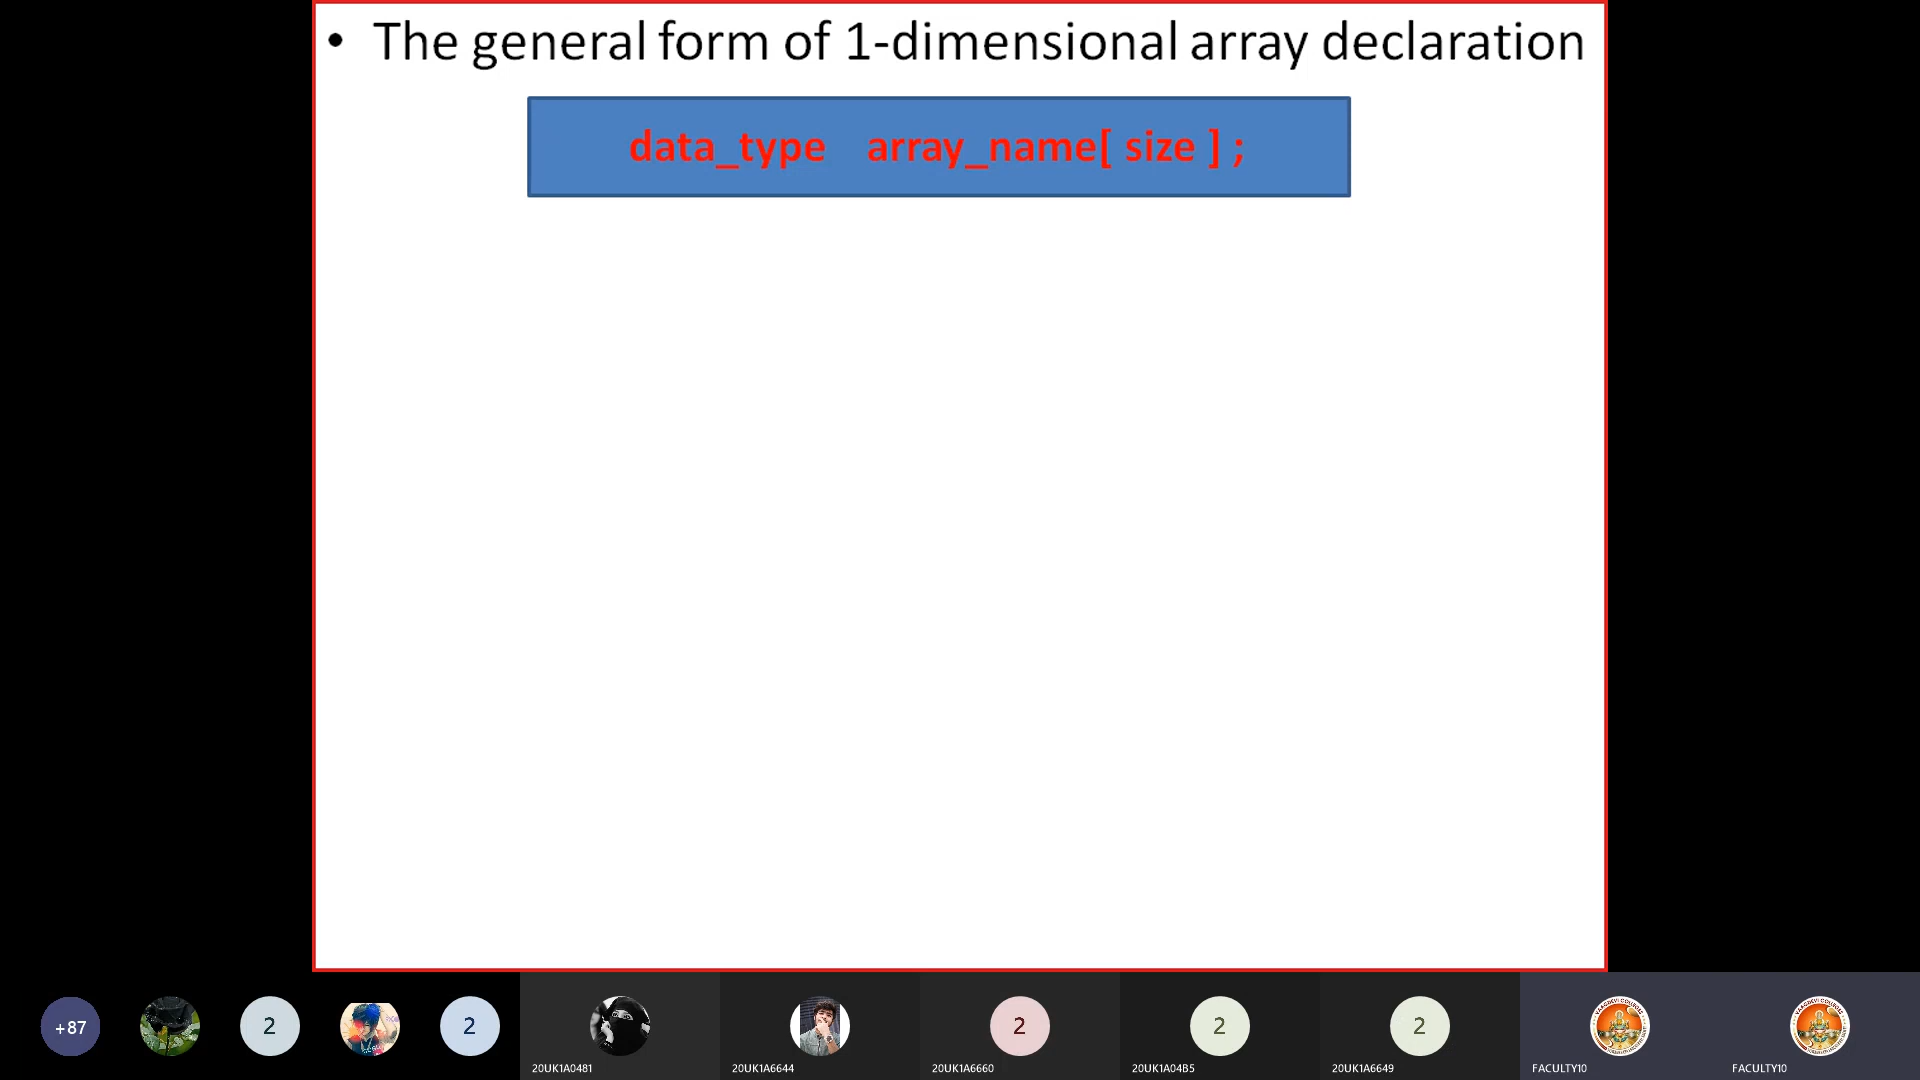 • The general form of 1-dimensional array declaration
data_type array_name[ size ] ;
+87
2
2
2
2
2
20UK1A0481
20UK1A6644
20UK1A6660
20UK1A04B5
20UK1A6649
FACULTY10
FACULTY10